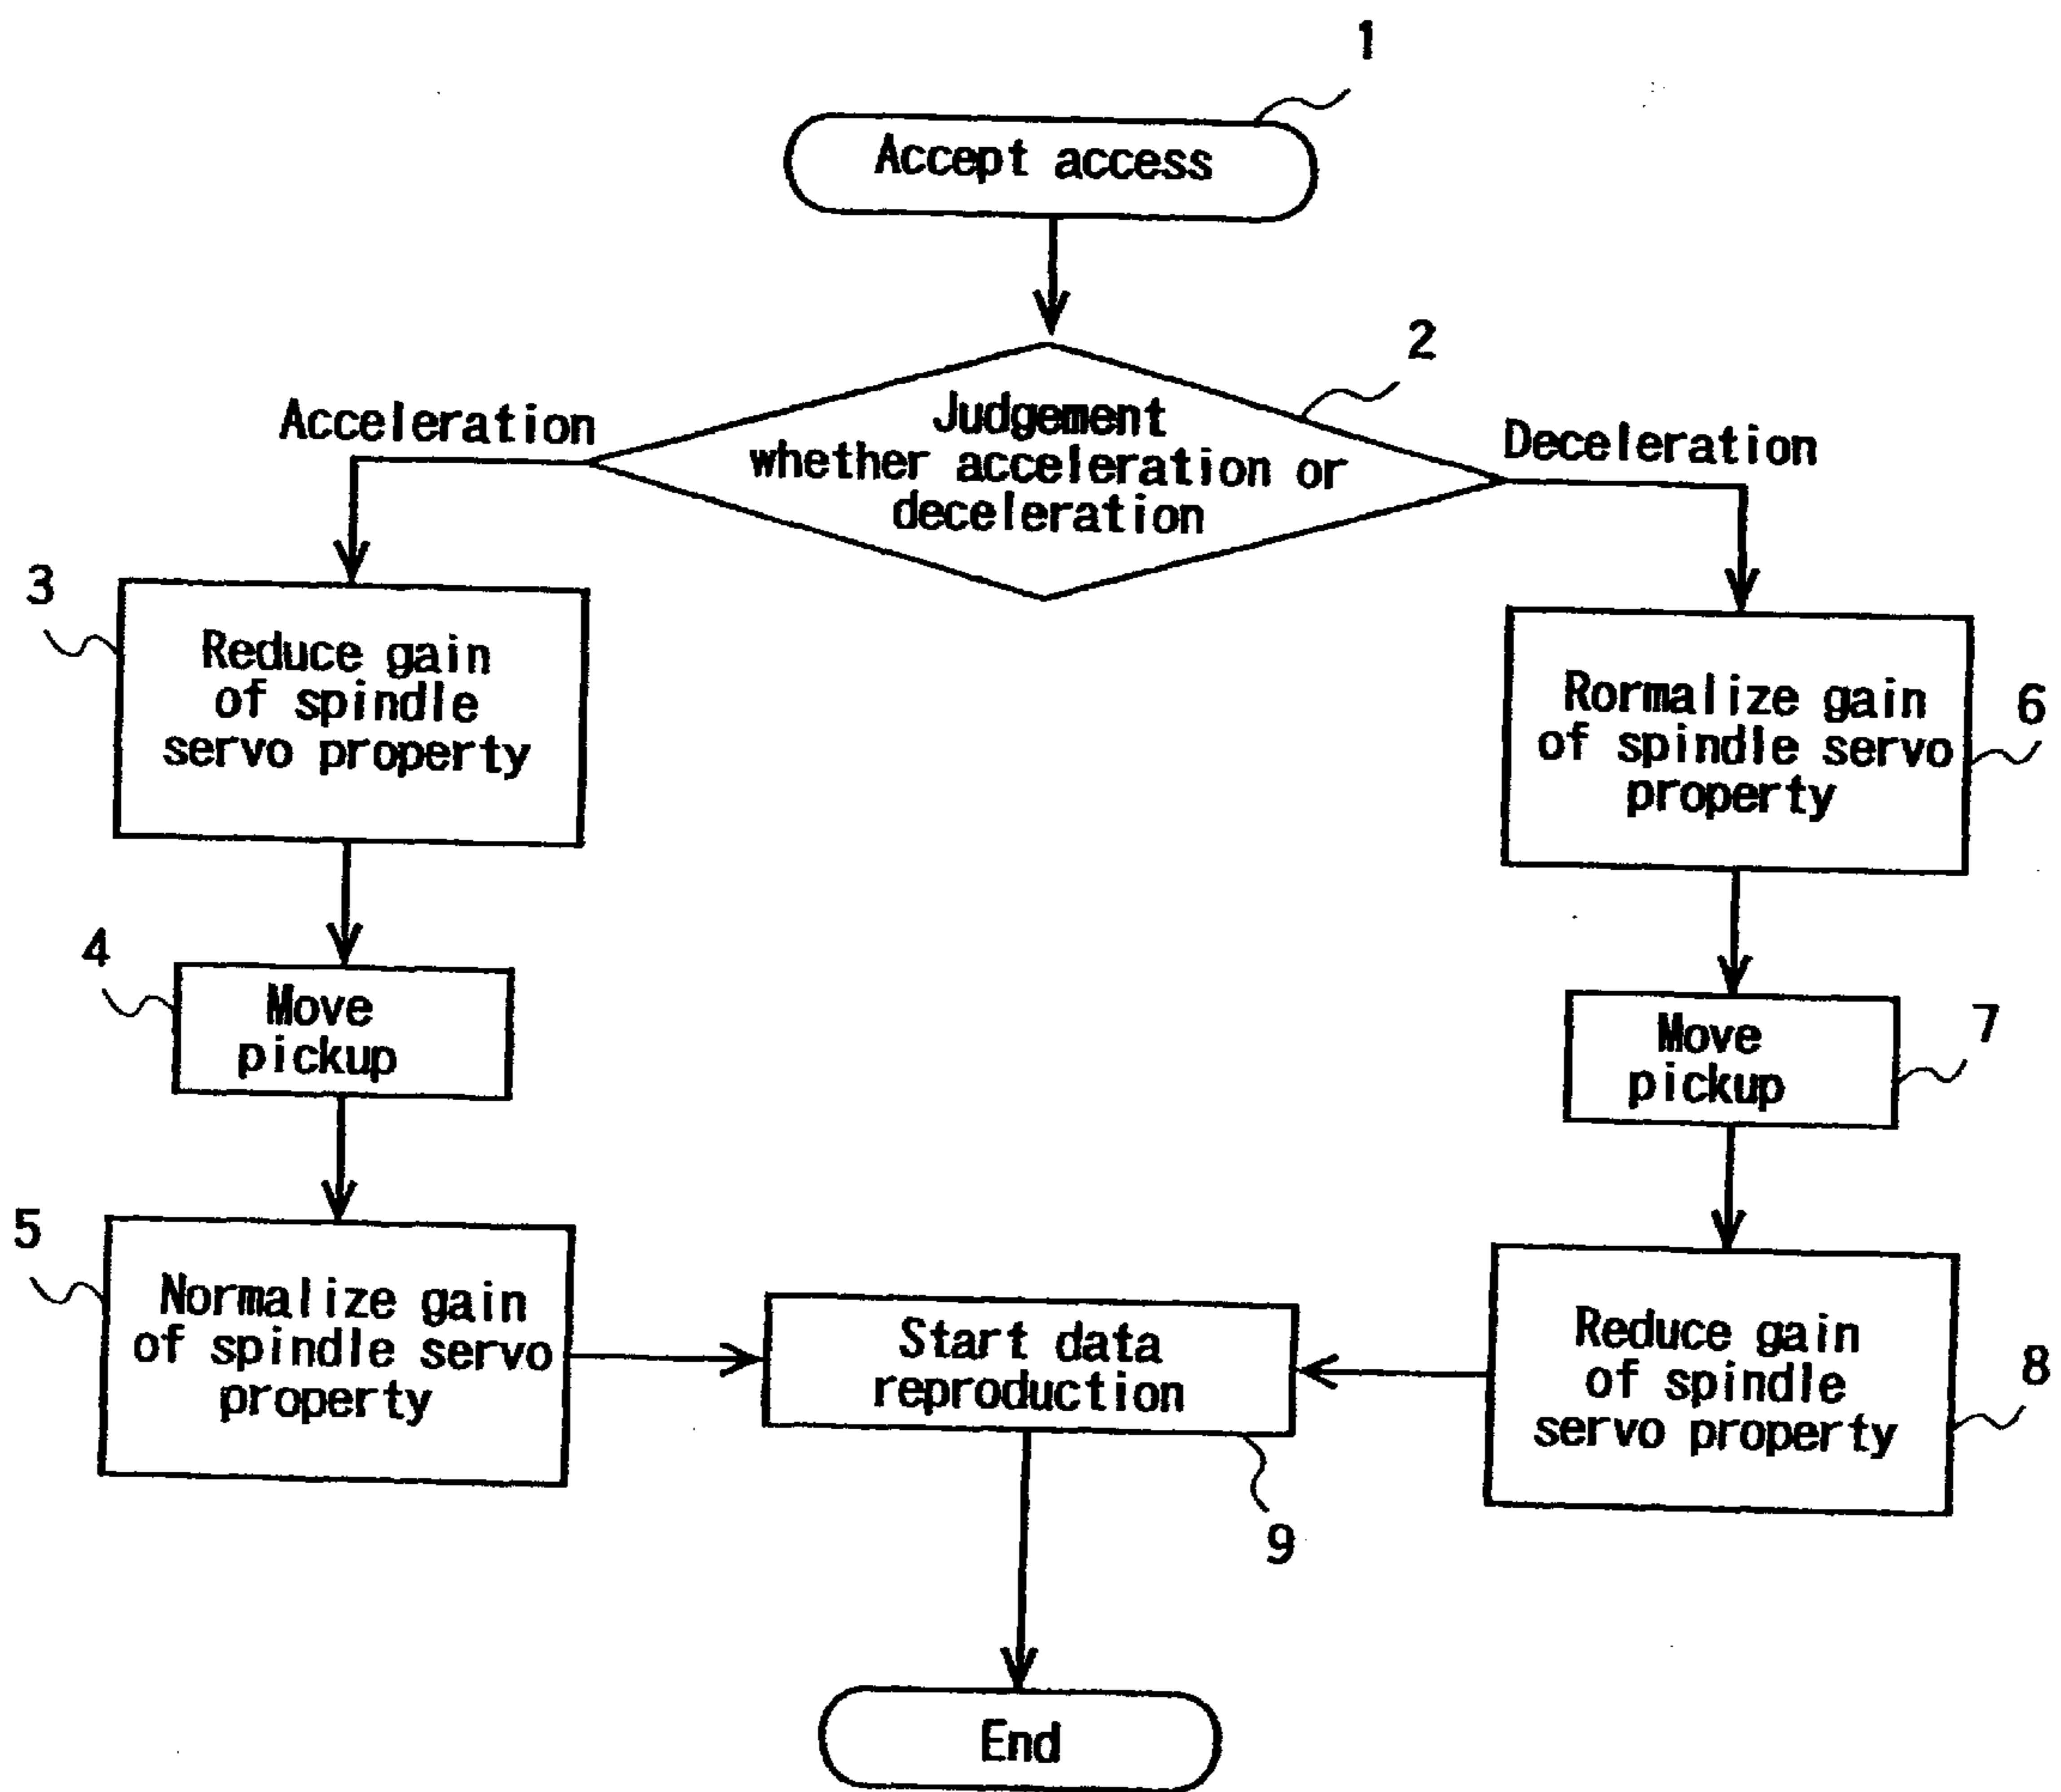 1
Accept access
2
Judgement
whether acceleration or
deceleration
Acceleration
Deceleration
3
Reduce gain
of spindle
servo property
6
Rormalize gain
of spindle servo
property
4
Move
pickup
7
Move
pickup
5
Normalize gain
of spindle servo
property
Start data
reproduction
9
8
Reduce gain
of spindle
servo property
End